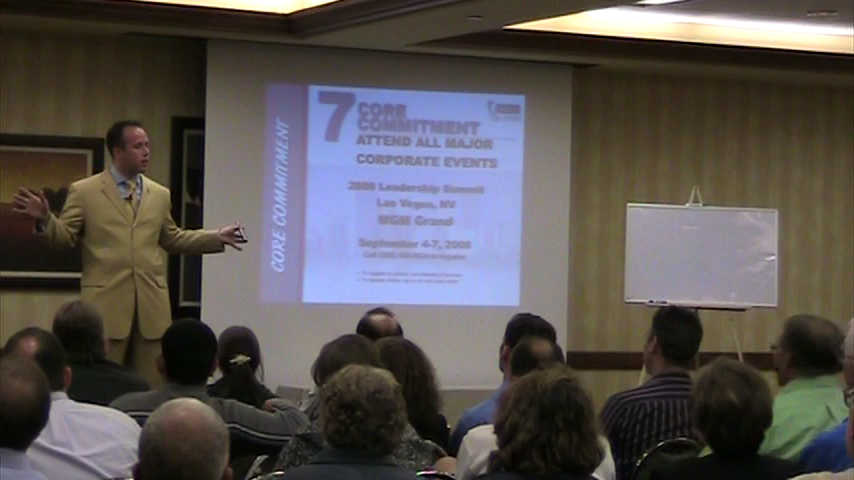 CORE COMMITMENT
7 CORE
COMMITMENT
ATTEND ALL MAJOR
CORPORATE EVENTS
2008 Leadership Summit
Las Vegas, NV
MGM Grand
September 4-7, 2008